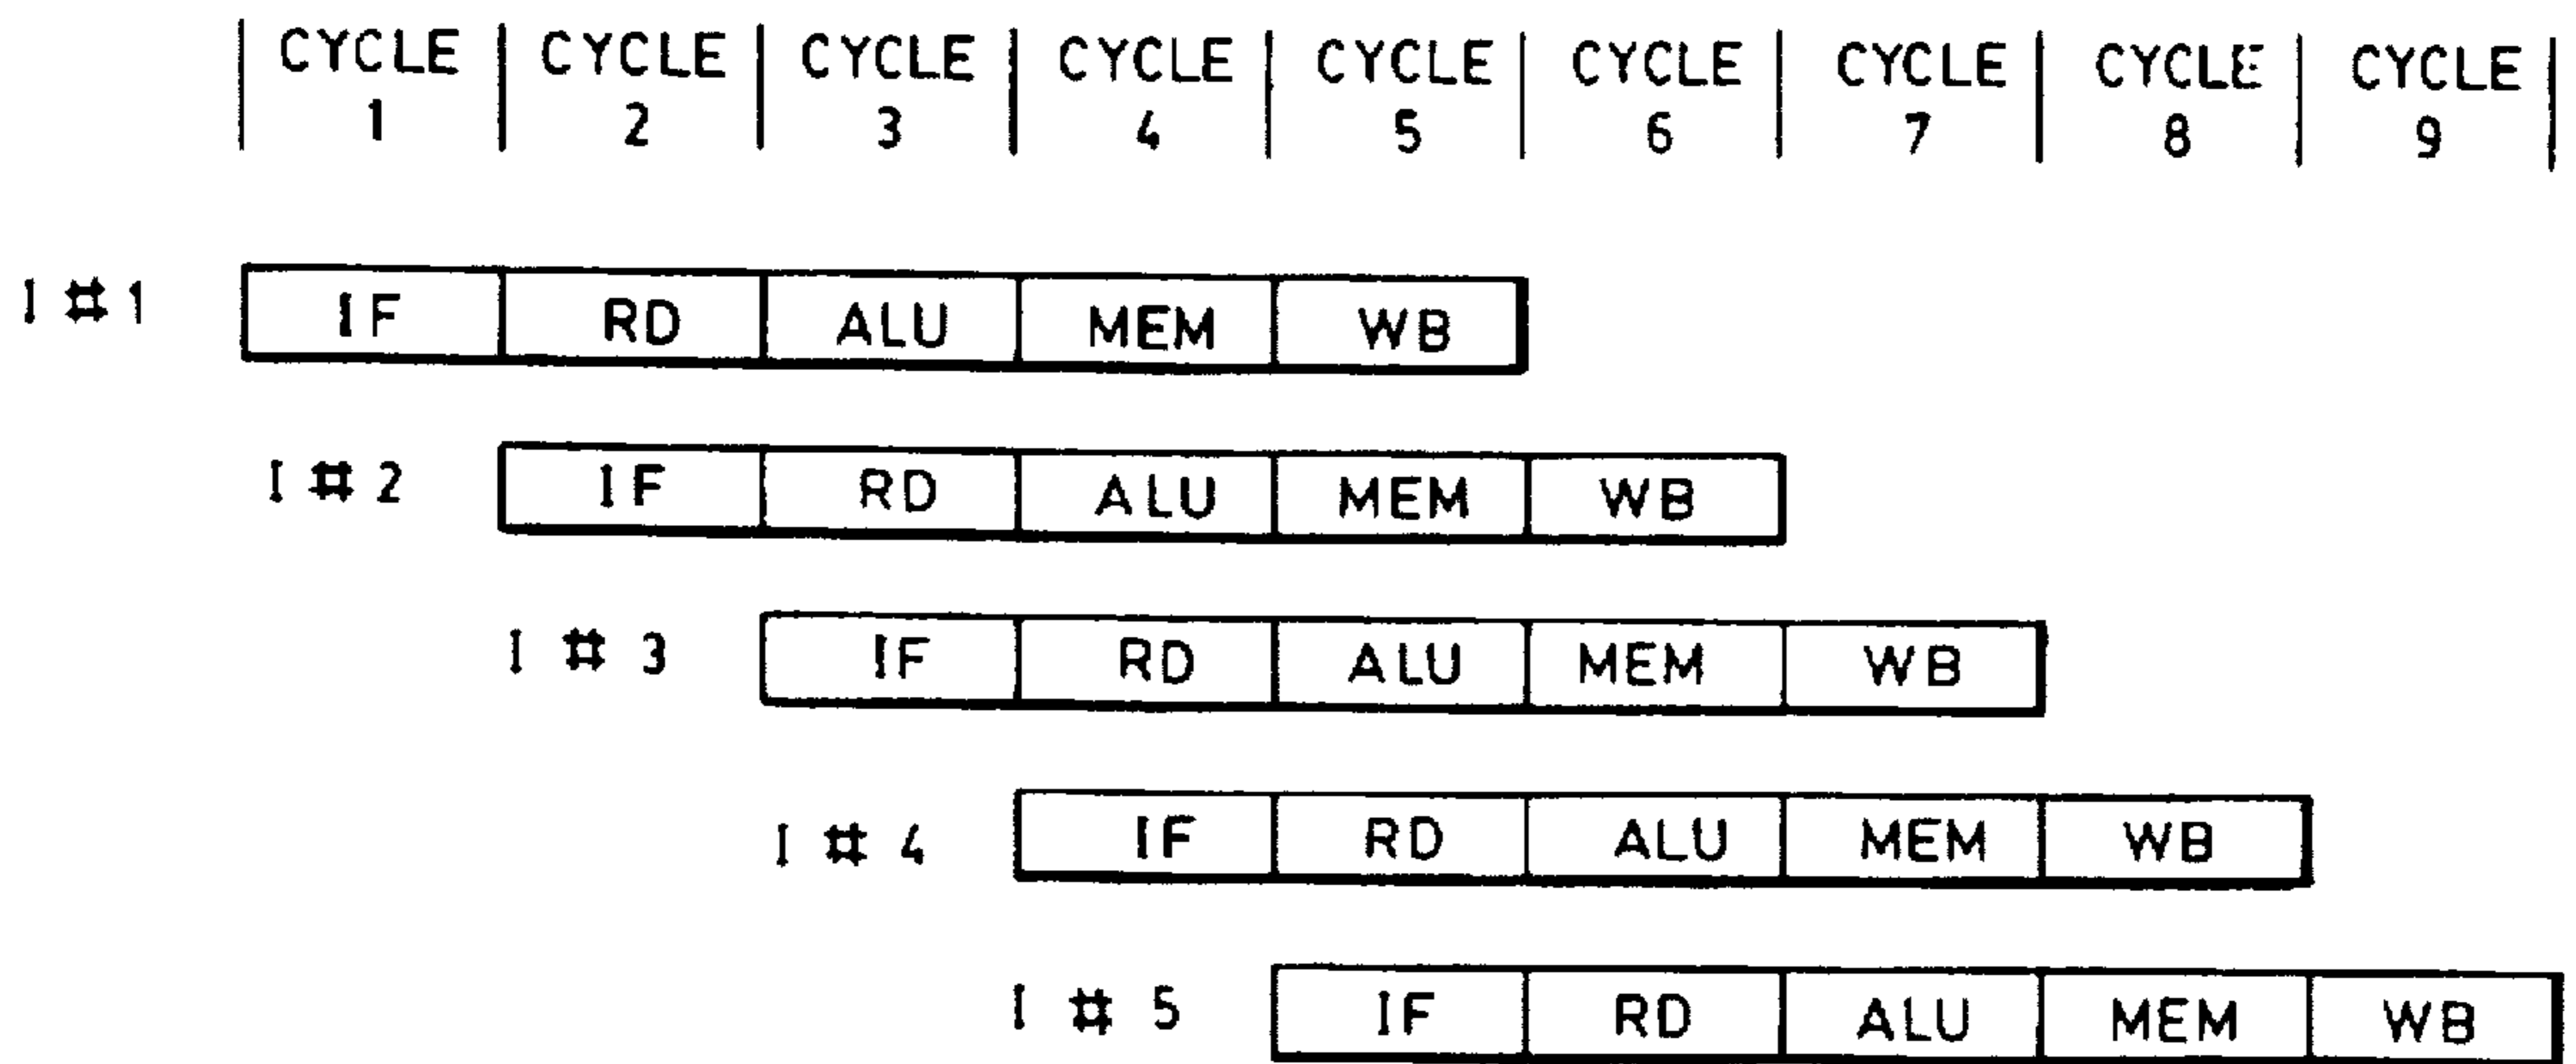 CYCLE CYCLE CYCLE CYCLE CYCLE CYCLE CYCLE CYCLE CYCLE
1 2 3 4 5 6 7 8 9
I #1 IF RD ALU MEM WB
I # 2 IF RD ALU MEM WB
I # 3 IF RD ALU MEM WB
I # 4 IF RD ALU MEM WB
I # 5 IF RD ALU MEM WB